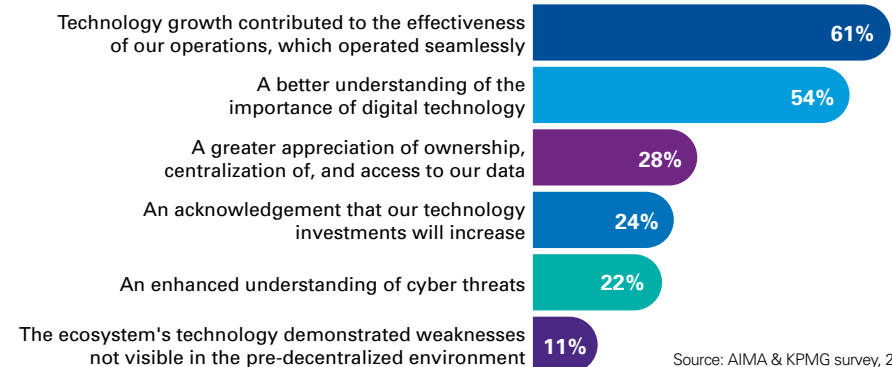 Technology growth contributed to the effectiveness
of our operations, which operated seamlessly
61%
A better understanding of the
importance of digital technology
54%
A greater appreciation of ownership,
centralization of, and access to our data
28%
An acknowledgement that our technology
investments will increase
24%
An enhanced understanding of cyber threats
22%
The ecosystem's technology demonstrated weaknesses
not visible in the pre-decentralized environment
11%
Source: AIMA & KPMG survey, 2